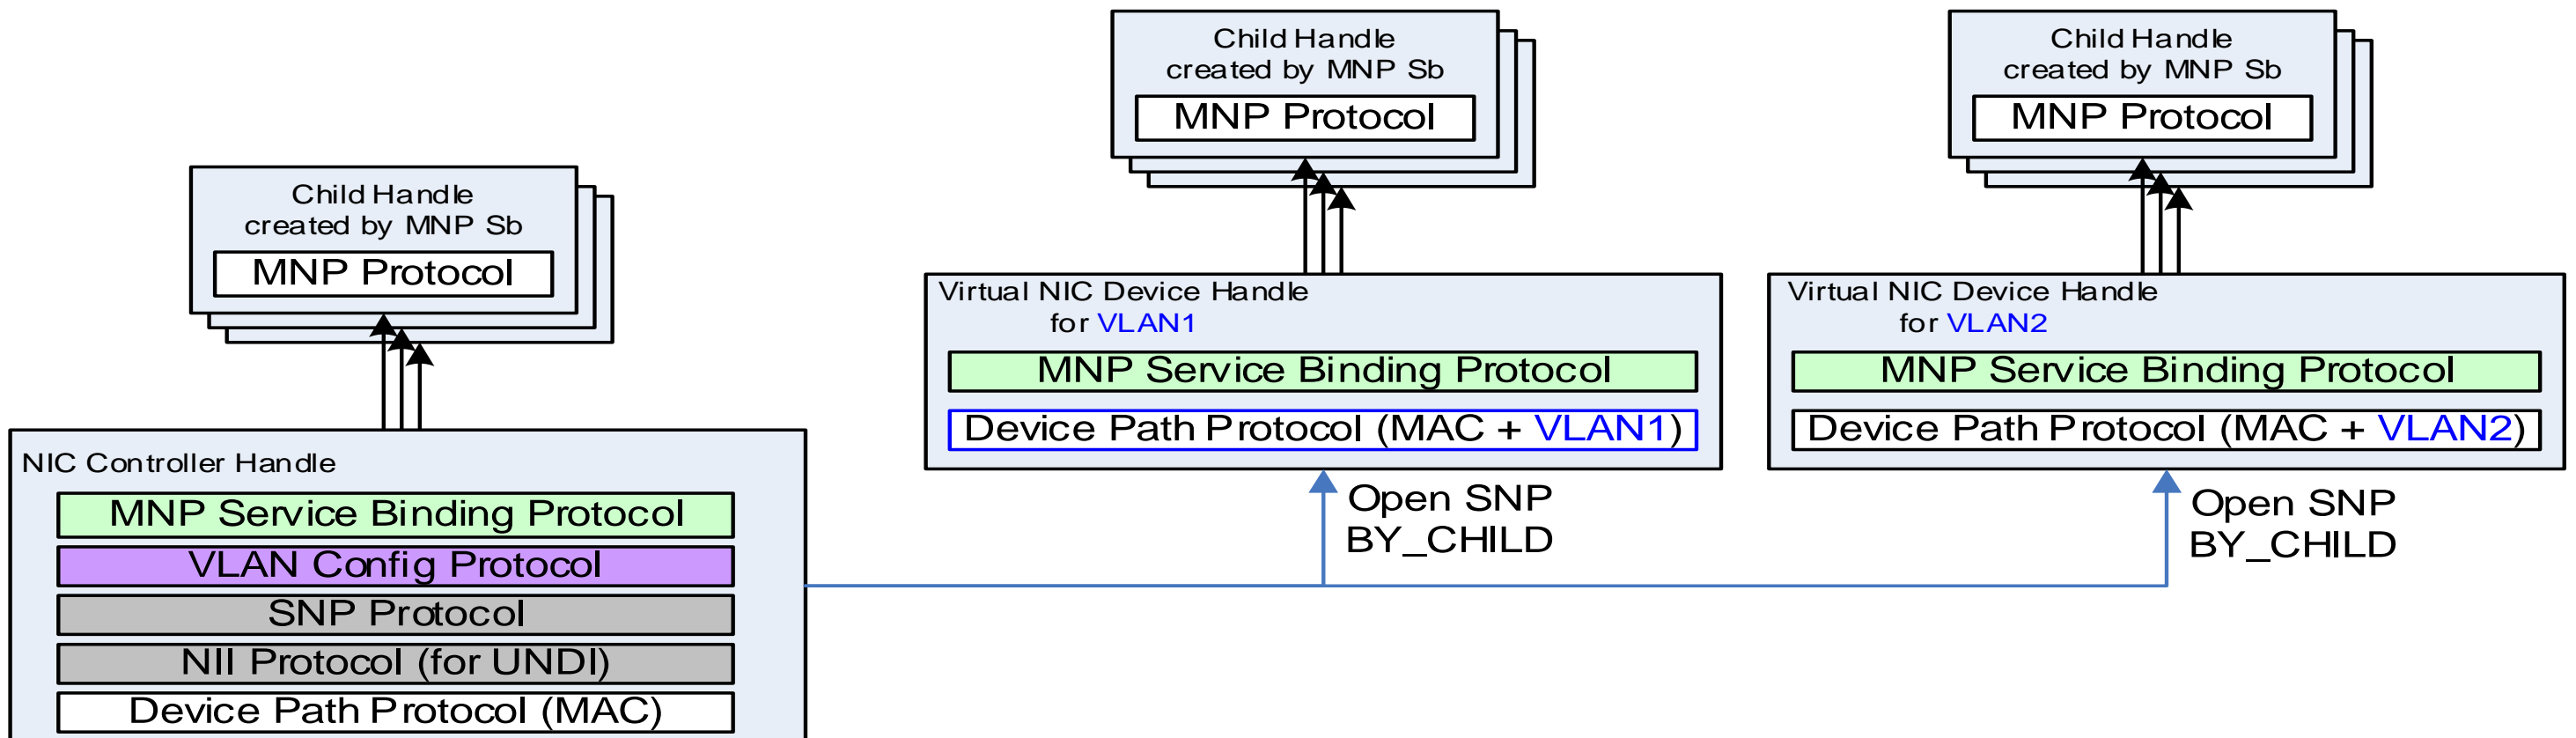 Child Handle
created by MNP Sb
MNP Protocol
NIC Controller Handle
MNP Service Binding Protocol
VLAN Config Protocol
SNP Protocol
NII Protocol (for UNDI)
Device Path Protocol (MAC)
Child Handle
created by MNP Sb
MNP Protocol
Virtual NIC Device Handle
for VLAN1
MNP Service Binding Protocol
Device Path Protocol (MAC + VLAN1)
Open SNP
BY_CHILD
Child Handle
created by MNP Sb
MNP Protocol
Virtual NIC Device Handle
for VLAN2
MNP Service Binding Protocol
Device Path Protocol (MAC + VLAN2)
Open SNP
BY_CHILD